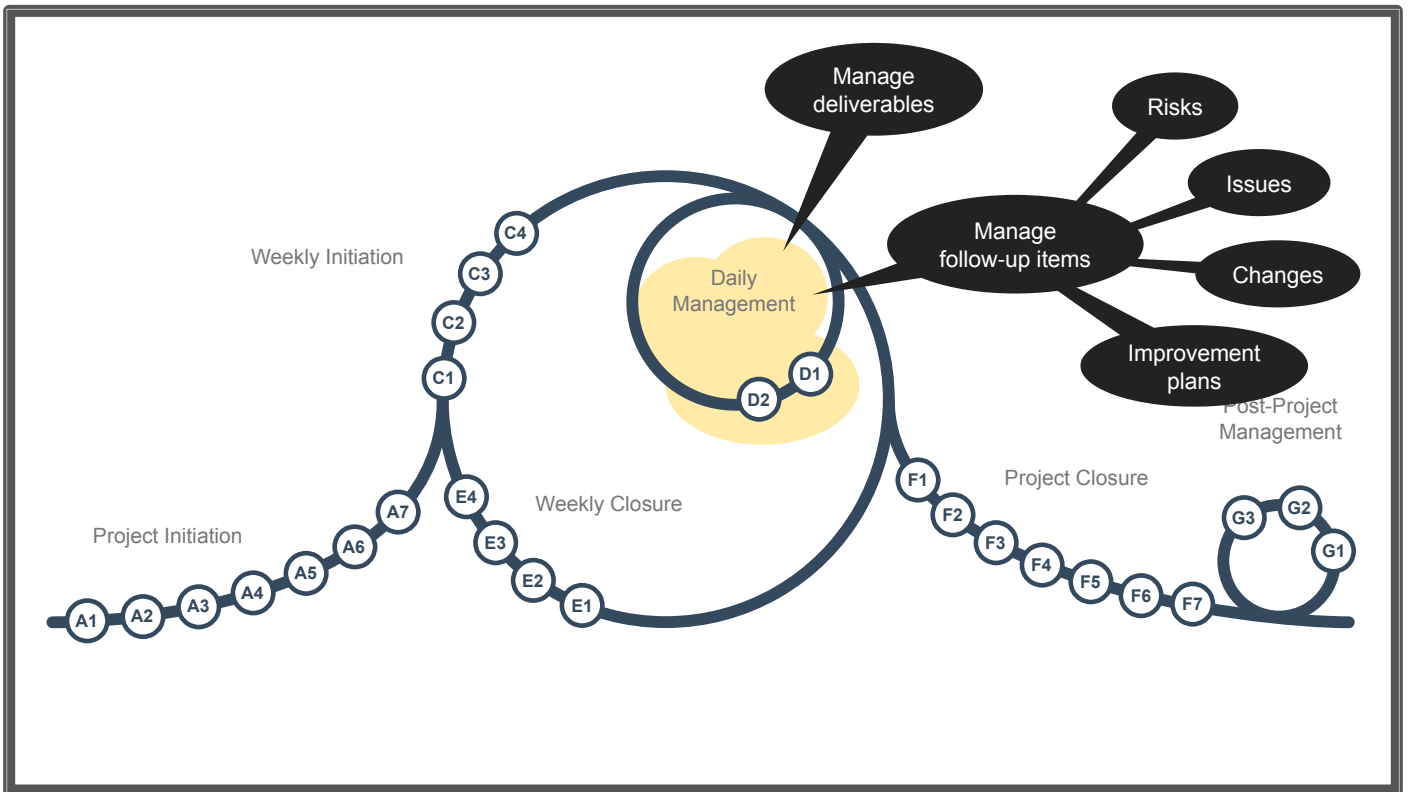 Manage
deliverables
Risks
Issues
Manage
follow-up items
Changes
Improvement
plans
Weekly Initiation
Daily
Management
C4
C3
C2
C1
D1
D2
Post-Project
Management
Project Closure
Weekly Closure
Project Initiation
A1
A2
A3
A4
A5
A6
A7
E4
E3
E2
E1
F1
F2
F3
F4
F5
F6
F7
G3
G2
G1